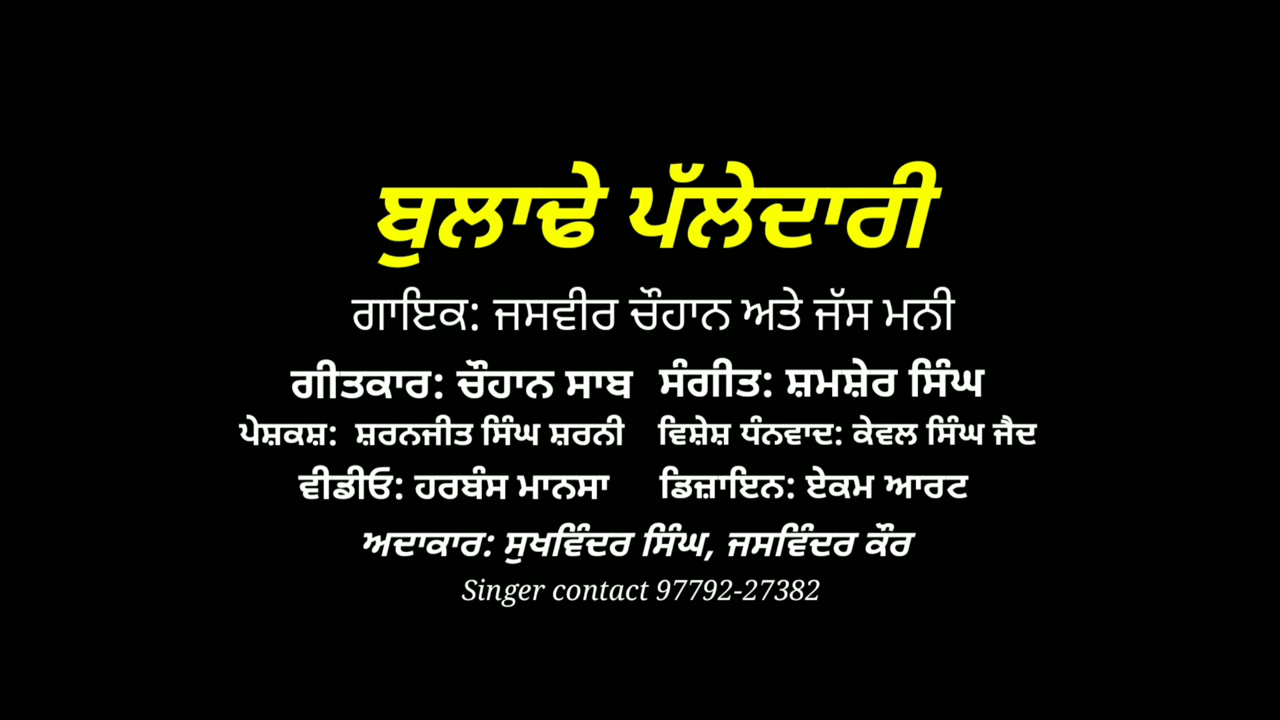 ਬੁਲਾਢੇ ਪੱਲੇਦਾਰੀ
ਗਾਇਕ: ਜਸਵੀਰ ਚੌਹਾਨ ਅਤੇ ਜੱਸ ਮਨੀ
ਗੀਤਕਾਰ: ਚੌਹਾਨ ਸਾਬ ਸੰਗੀਤ: ਸ਼ਮਸ਼ੇਰ ਸਿੰਘ
ਪੇਸ਼ਕਸ਼: ਸ਼ਰਨਜੀਤ ਸਿੰਘ ਸ਼ਰਨੀ ਵਿਸ਼ੇਸ਼ ਧੰਨਵਾਦ: ਕੇਵਲ ਸਿੰਘ ਜੈਦ
ਵੀਡੀਓ: ਹਰਬੰਸ ਮਾਨਸਾ ਡਿਜ਼ਾਇਨ: ਏਕਮ ਆਰਟ
ਅਦਾਕਾਰ: ਸੁਖਵਿੰਦਰ ਸਿੰਘ, ਜਸਵਿੰਦਰ ਕੌਰ
Singer contact 97792-27382